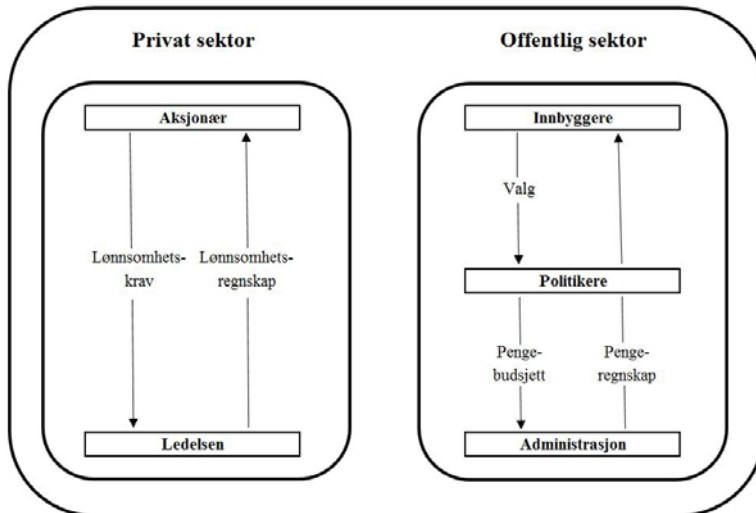 Privat sektor
Aksjonær
Lønnsomhets-
krav
Lønnsomhets-
regnskap
Ledelsen
Offentlig sektor
Innbyggere
Valg
Politikere
Penge-
budsjett
Penge-
regnskap
Administrasjon